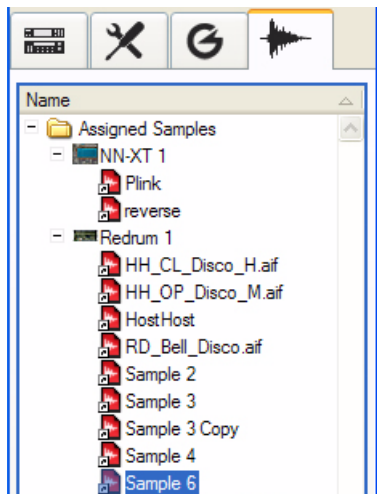 Name
Assigned Samples
NN-XT 1
Plink
reverse
Redrum 1
HH_CL_Disco_H.aif
HH_OP_Disco_M.aif
HostHost
RD_Bell_Disco.aif
Sample 2
Sample 3
Sample 3 Copy
Sample 4
Sample 6